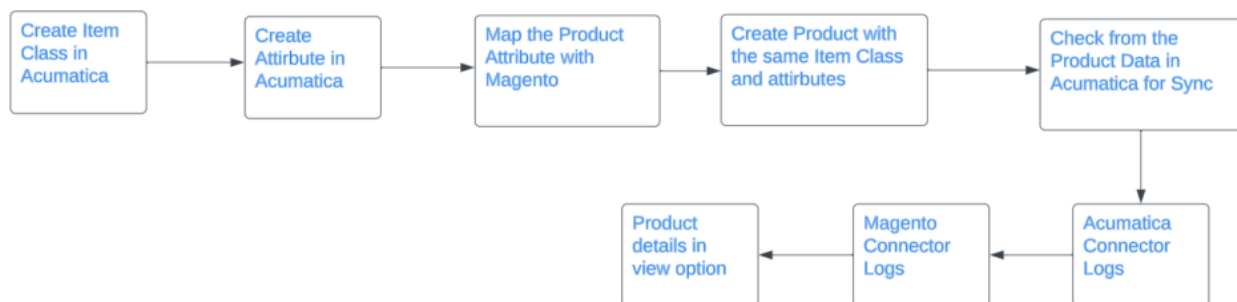 Create Item
Class in
Acumatica
Create
Attirbute in
Acumatica
Map the Product
Attribute with
Magento
Create Product with
the same Item Class
and attirbutes
Check from the
Product Data in
Acumatica for Sync
Product
details in
view option
Magento
Connector
Logs
Acumatica
Connector
Logs